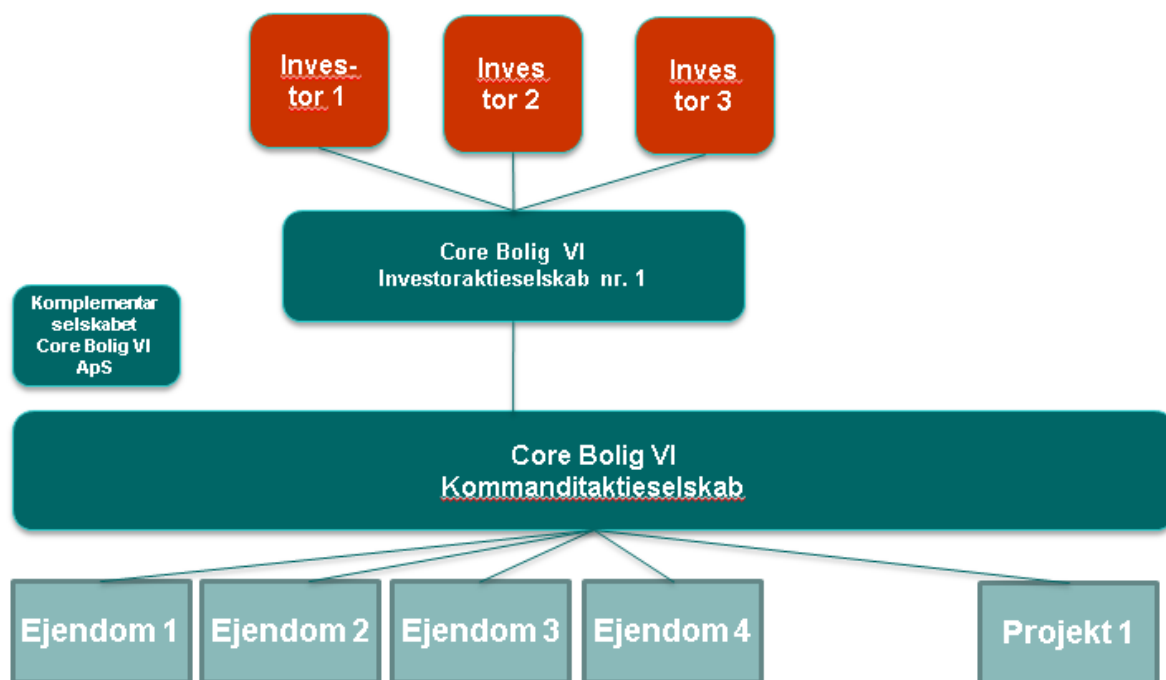 Inves-
tor 1
Inves
tor 2
Inves
tor 3
Core Bolig VI
Investoraktieselskab nr. 1
Komplementar
selskabet
Core Bolig VI
ApS
Core Bolig VI
Kommanditaktieselskab
Ejendom 1
Ejendom 2
Ejendom 3
Ejendom 4
Projekt 1